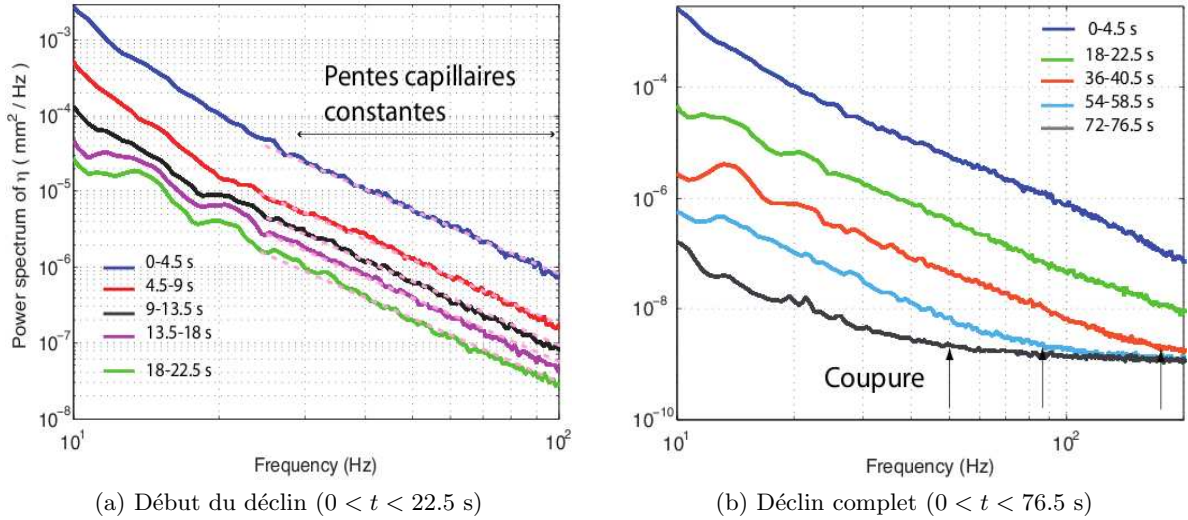 Power spectrum of η ( mm² / Hz )
10⁻³
10⁻⁴
10⁻⁵
10⁻⁶
10⁻⁷
10⁻⁸
Pentes capillaires
constantes
0-4.5 s
4.5-9 s
9-13.5 s
13.5-18 s
18-22.5 s
10¹
10²
Frequency (Hz)
(a) Début du déclin (0 < t < 22.5 s)
10⁻⁴
10⁻⁶
10⁻⁸
10⁻¹⁰
0-4.5 s
18-22.5 s
36-40.5 s
54-58.5 s
72-76.5 s
Coupure
10¹
10²
Frequency (Hz)
(b) Déclin complet (0 < t < 76.5 s)